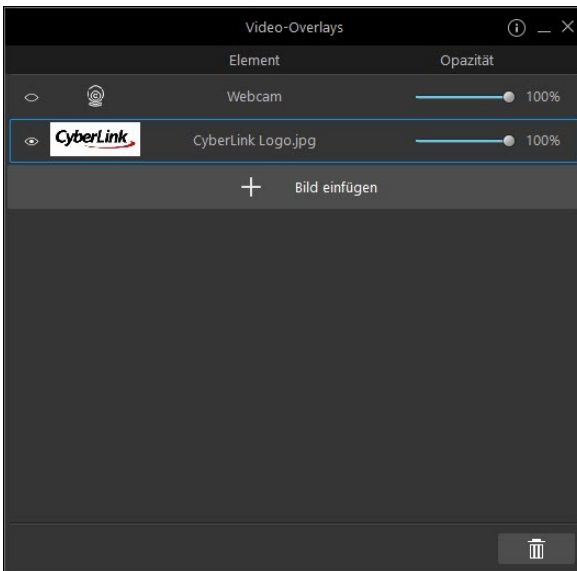 Video-Overlays
Element Opazität
Webcam 100%
CyberLink CyberLink Logo.jpg 100%
Bild einfügen